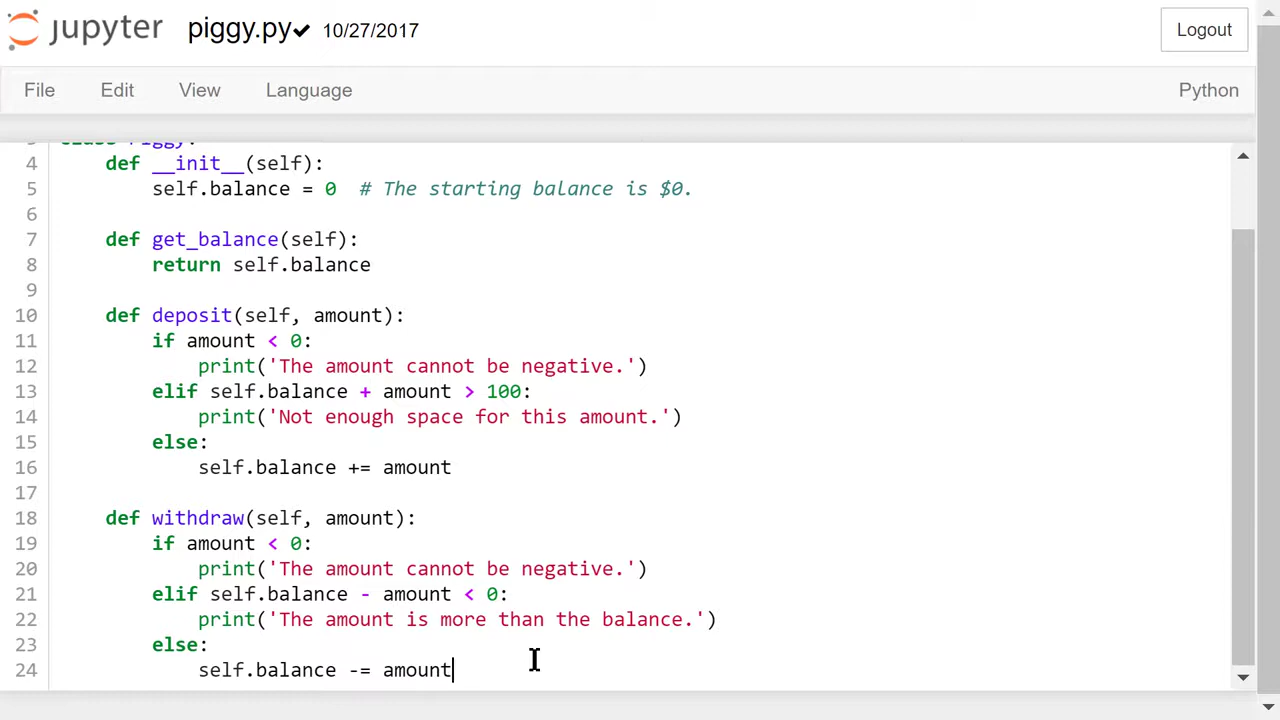 jupyter piggy.py✔ 10/27/2017 Logout
File Edit View Language Python
3 class Piggy:
4     def __init__(self):
5         self.balance = 0  # The starting balance is $0.
6
7     def get_balance(self):
8         return self.balance
9
10     def deposit(self, amount):
11         if amount < 0:
12             print('The amount cannot be negative.')
13         elif self.balance + amount > 100:
14             print('Not enough space for this amount.')
15         else:
16             self.balance += amount
17
18     def withdraw(self, amount):
19         if amount < 0:
20             print('The amount cannot be negative.')
21         elif self.balance - amount < 0:
22             print('The amount is more than the balance.')
23         else:
24             self.balance -= amount